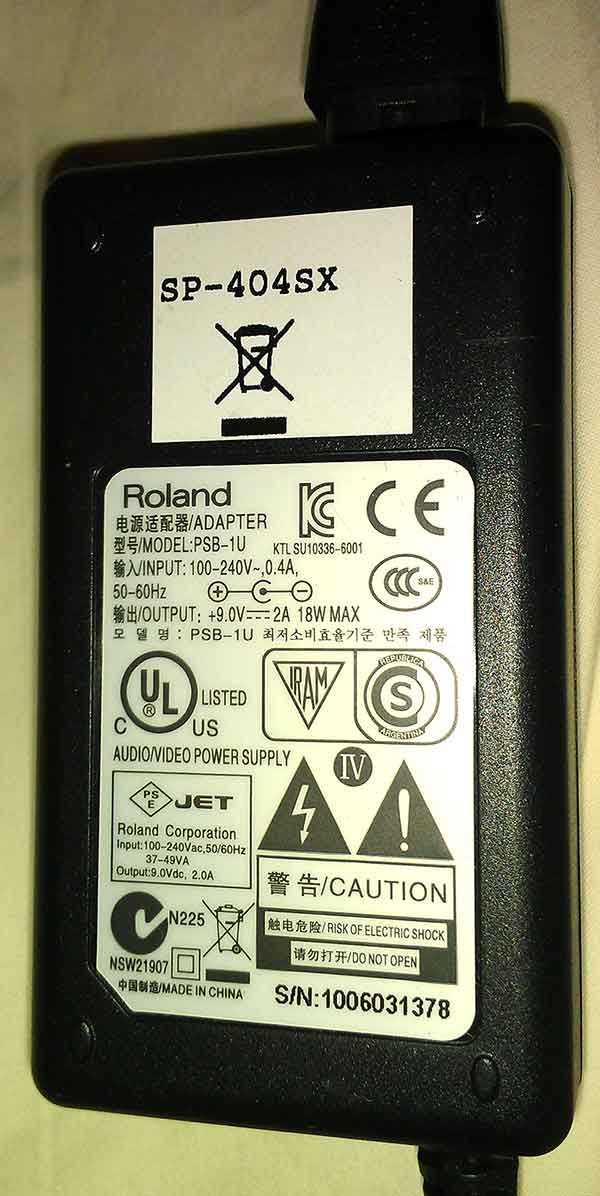 SP-404SX
Roland
电源适配器/ADAPTER
型号/MODEL:PSB-1U
KTL SU10336-6001
输入/INPUT: 100-240V~,0.4A,
50-60Hz
+ C −
CCC S&E
输出/OUTPUT: +9.0V⎓2A 18W MAX
모 델 명 : PSB-1U 최저소비효율기준 만족 제품
UL ® LISTED
C US
IRAM
REPUBLICA
S
ARGENTINA
AUDIO/VIDEO POWER SUPPLY
IV
PS
E
JET
Roland Corporation
Input:100-240Vac,50/60Hz
37-49VA
Output:9.0Vdc, 2.0A
警告/CAUTION
触电危险/ RISK OF ELECTRIC SHOCK
请勿打开/DO NOT OPEN
N225
NSW21907
中国制造/MADE IN CHINA
S/N:1006031378